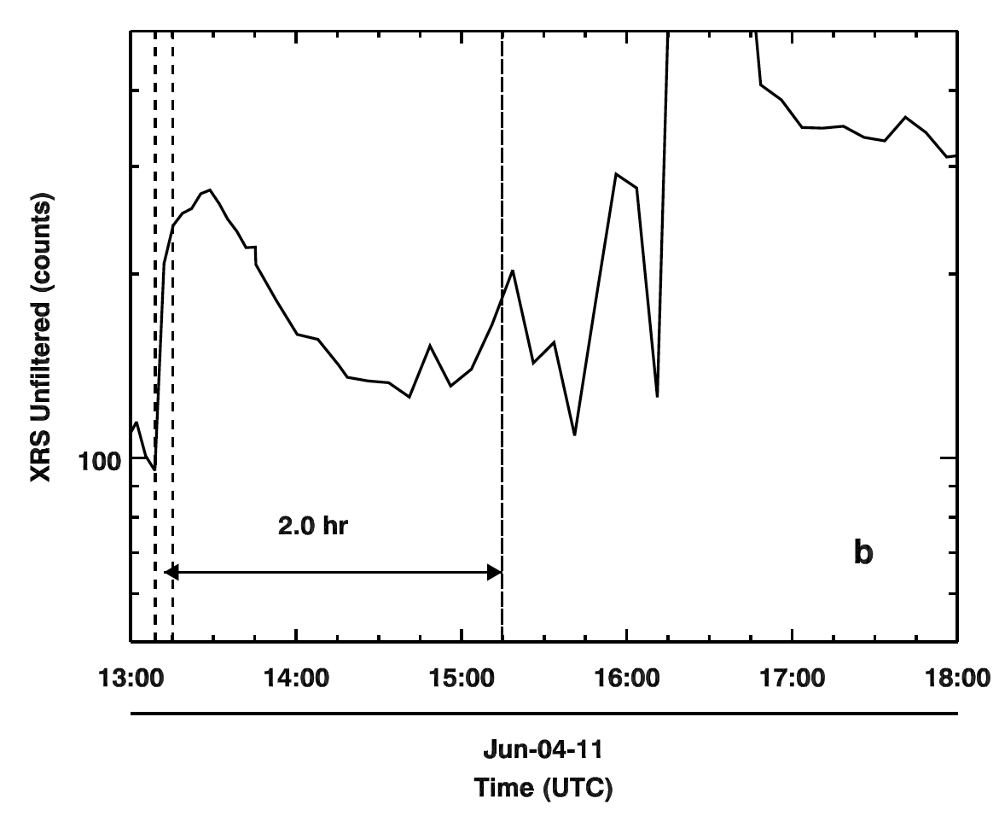 XRS Unfiltered (counts)
100
2.0 hr
b
13:00 14:00 15:00 16:00 17:00 18:00
Jun-04-11
Time (UTC)